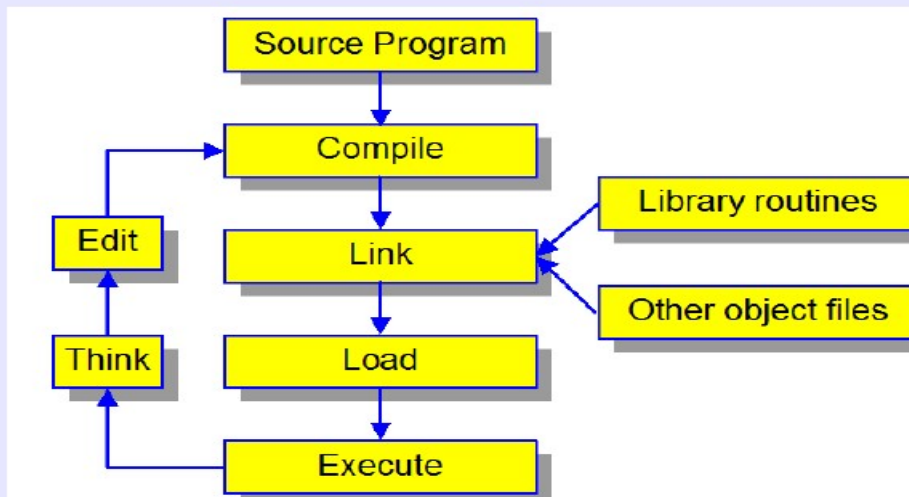 Source Program
Compile
Library routines
Edit
Link
Other object files
Think
Load
Execute